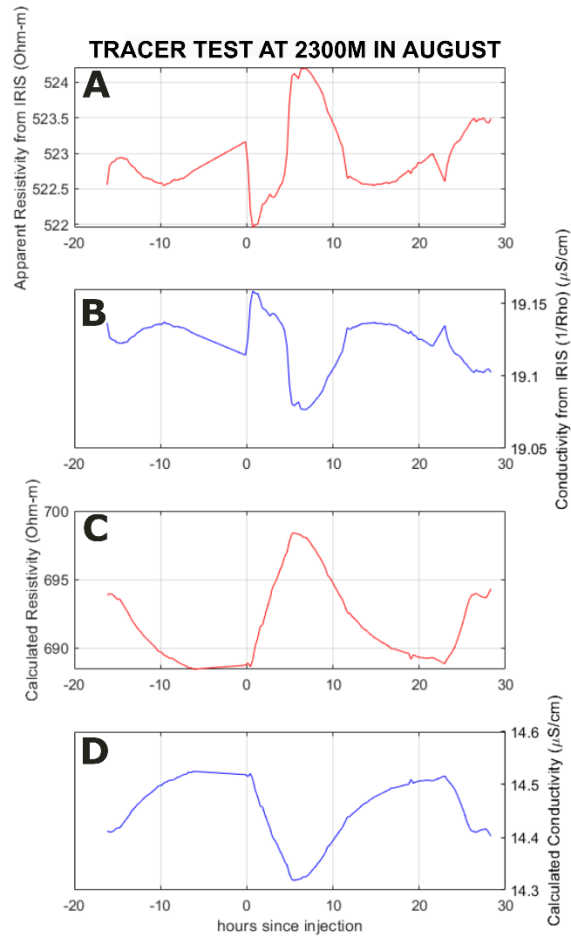 TRACER TEST AT 2300M IN AUGUST
A
Apparent Resistivity from IRIS (Ohm-m)
524
523.5
523
522.5
522
-20 -10 0 10 20 30
B
Conductivity from IRIS (1/Rho) (μS/cm)
19.15
19.10
19.05
-20 -10 0 10 20 30
C
Calculated Resistivity (Ohm-m)
700
695
690
-20 -10 0 10 20 30
D
Calculated Conductivity (μS/cm)
14.6
14.5
14.4
14.3
-20 -10 0 10 20 30
hours since injection